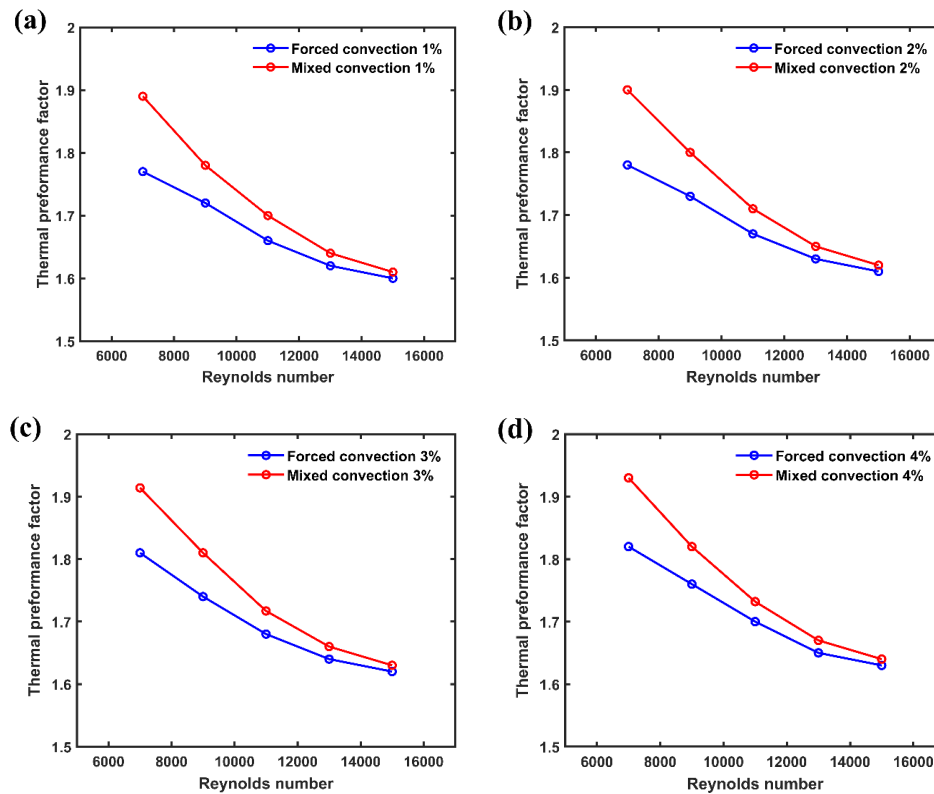 (a)
Thermal preformance factor
2
1.9
1.8
1.7
1.6
1.5
Forced convection 1%
Mixed convection 1%
6000 8000 10000 12000 14000 16000
Reynolds number
(b)
Thermal preformance factor
2
1.9
1.8
1.7
1.6
1.5
Forced convection 2%
Mixed convection 2%
6000 8000 10000 12000 14000 16000
Reynolds number
(c)
Thermal preformance factor
2
1.9
1.8
1.7
1.6
1.5
Forced convection 3%
Mixed convection 3%
6000 8000 10000 12000 14000 16000
Reynolds number
(d)
Thermal preformance factor
2
1.9
1.8
1.7
1.6
1.5
Forced convection 4%
Mixed convection 4%
6000 8000 10000 12000 14000 16000
Reynolds number